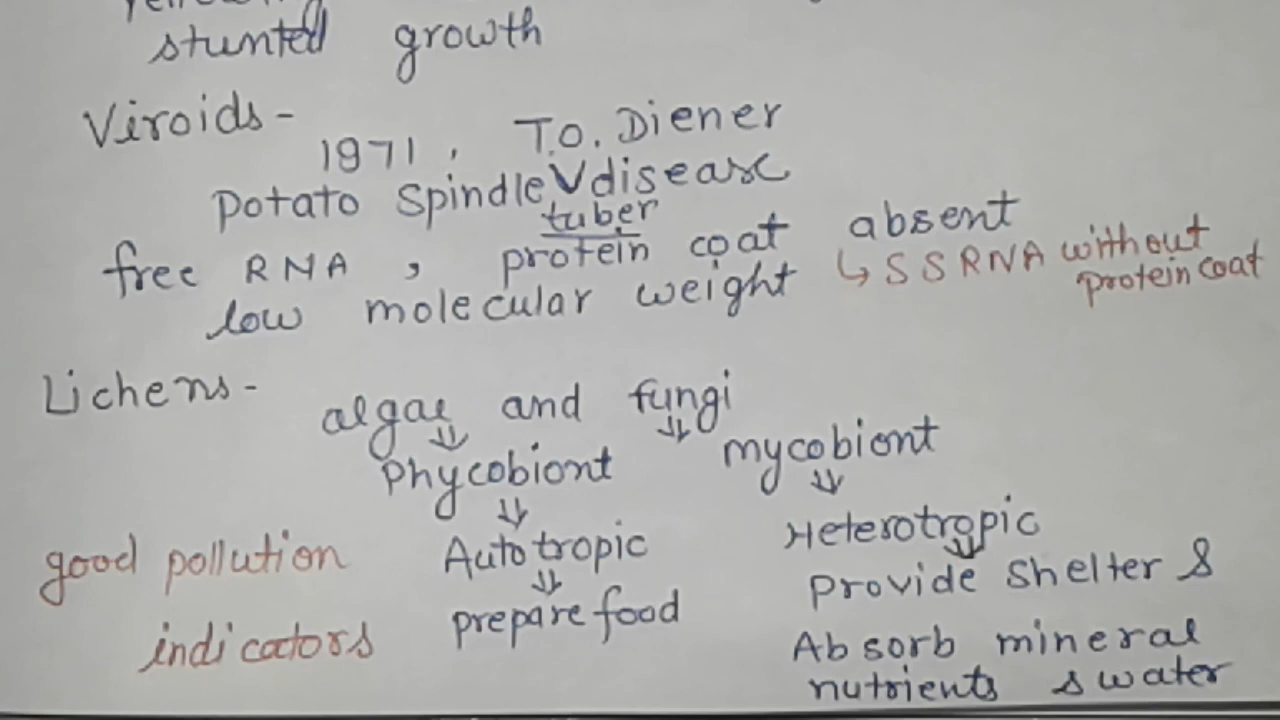 stunted growth
Viroids -
1971, T.O. Diener
Potato Spindle V disease
tuber
free RNA, protein coat absent
↳ SSRNA without
protein coat
low molecular weight
Lichens -
algae and fungi
Phycobiont mycobiont
Autotropic Heterotropic
prepare food Provide shelter &
good pollution
indicators
Absorb mineral
nutrients & water